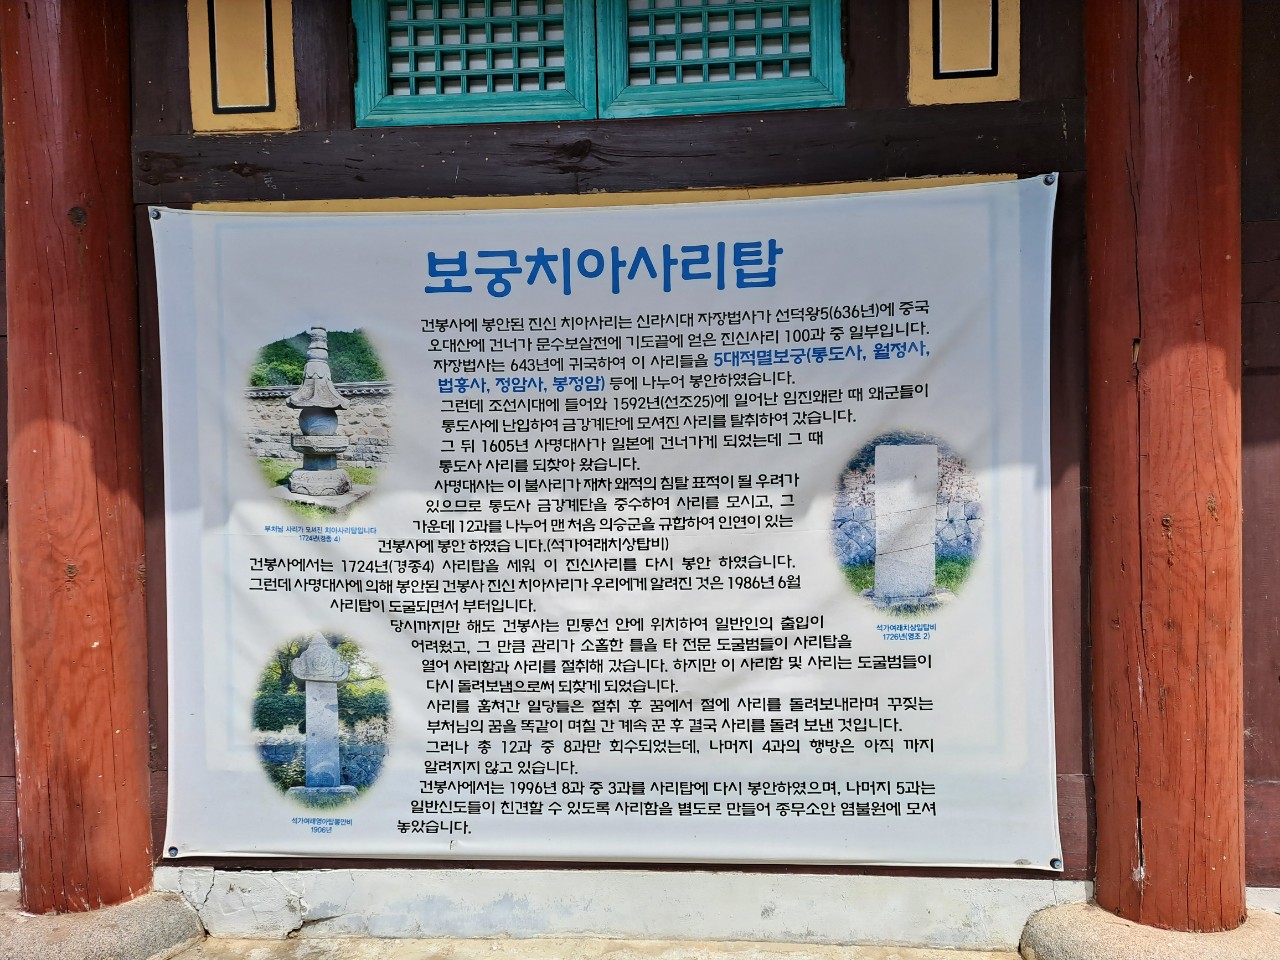 보궁치아사리탑
건봉사에 봉안된 진신 치아사리는 신라시대 자장법사가 선덕왕5(636년)에 중국
오대산에 건너가 문수보살전에 기도끝에 얻은 진신사리 100과 중 일부입니다.
자장법사는 643년에 귀국하여 이 사리들을 5대적멸보궁(통도사, 월정사,
법흥사, 정암사, 봉정암) 등에 나누어 봉안하였습니다.
그런데 조선시대에 들어와 1592년(선조25)에 일어난 임진왜란 때 왜군들이
통도사에 난입하여 금강계단에 모셔진 사리를 탈취하여 갔습니다.
그 뒤 1605년 사명대사가 일본에 건너가게 되었는데 그 때
통도사 사리를 되찾아 왔습니다.
사명대사는 이 불사리가 재차 왜적의 침탈 표적이 될 우려가
있으므로 통도사 금강계단을 중수하여 사리를 모시고, 그
가운데 12과를 나누어 맨 처음 의승군을 규합하여 인연이 있는
건봉사에 봉안 하였습 니다.(석가여래치상탑비)
건봉사에서는 1724년(경종4) 사리탑을 세워 이 진신사리를 다시 봉안 하였습니다.
그런데 사명대사에 의해 봉안된 건봉사 진신 치아사리가 우리에게 알려진 것은 1986년 6월
사리탑이 도굴되면서 부터입니다.
당시까지만 해도 건봉사는 민통선 안에 위치하여 일반인의 출입이
어려웠고, 그 만큼 관리가 소홀한 틈을 타 전문 도굴범들이 사리탑을
열어 사리함과 사리를 절취해 갔습니다. 하지만 이 사리함 및 사리는 도굴범들이
다시 돌려보냄으로써 되찾게 되었습니다.
사리를 훔쳐간 일당들은 절취 후 꿈에서 절에 사리를 돌려보내라며 꾸짖는
부처님의 꿈을 똑같이 며칠 간 계속 꾼 후 결국 사리를 돌려 보낸 것입니다.
그러나 총 12과 중 8과만 회수되었는데, 나머지 4과의 행방은 아직 까지
알려지지 않고 있습니다.
건봉사에서는 1996년 8과 중 3과를 사리탑에 다시 봉안하였으며, 나머지 5과는
일반신도들이 친견할 수 있도록 사리함을 별도로 만들어 종무소안 염불원에 모셔
놓았습니다.
부처님 사리가 모셔진 치아사리탑입니다
1724년(경종 4)
석가여래치상입탑비
1726년(영조 2)
석가여래영아탑봉안비
1906년